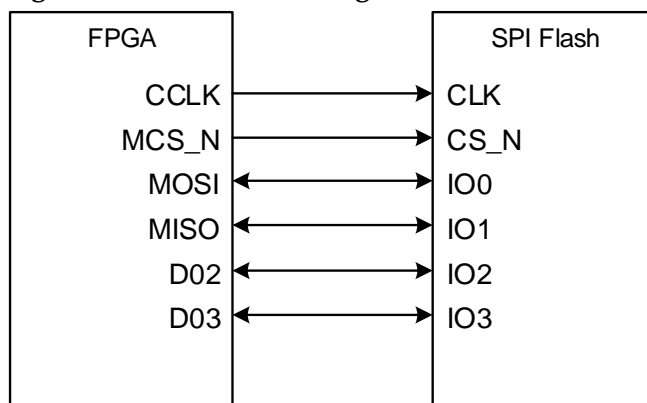 FPGA SPI Flash
CCLK CLK
MCS_N CS_N
MOSI IO0
MISO IO1
D02 IO2
D03 IO3